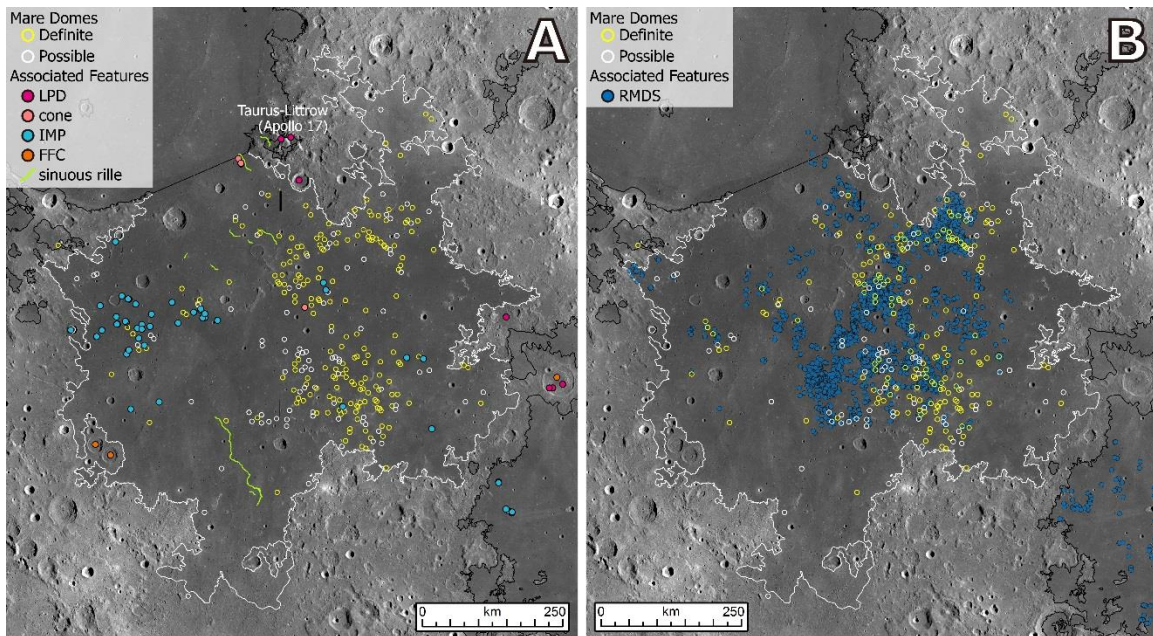 Mare Domes
Definite
Possible
Associated Features
LPD
cone
IMP
FFC
sinuous rille
A
Taurus-Littrow
(Apollo 17)
0 km 250
Mare Domes
Definite
Possible
Associated Features
RMDS
B
0 km 250